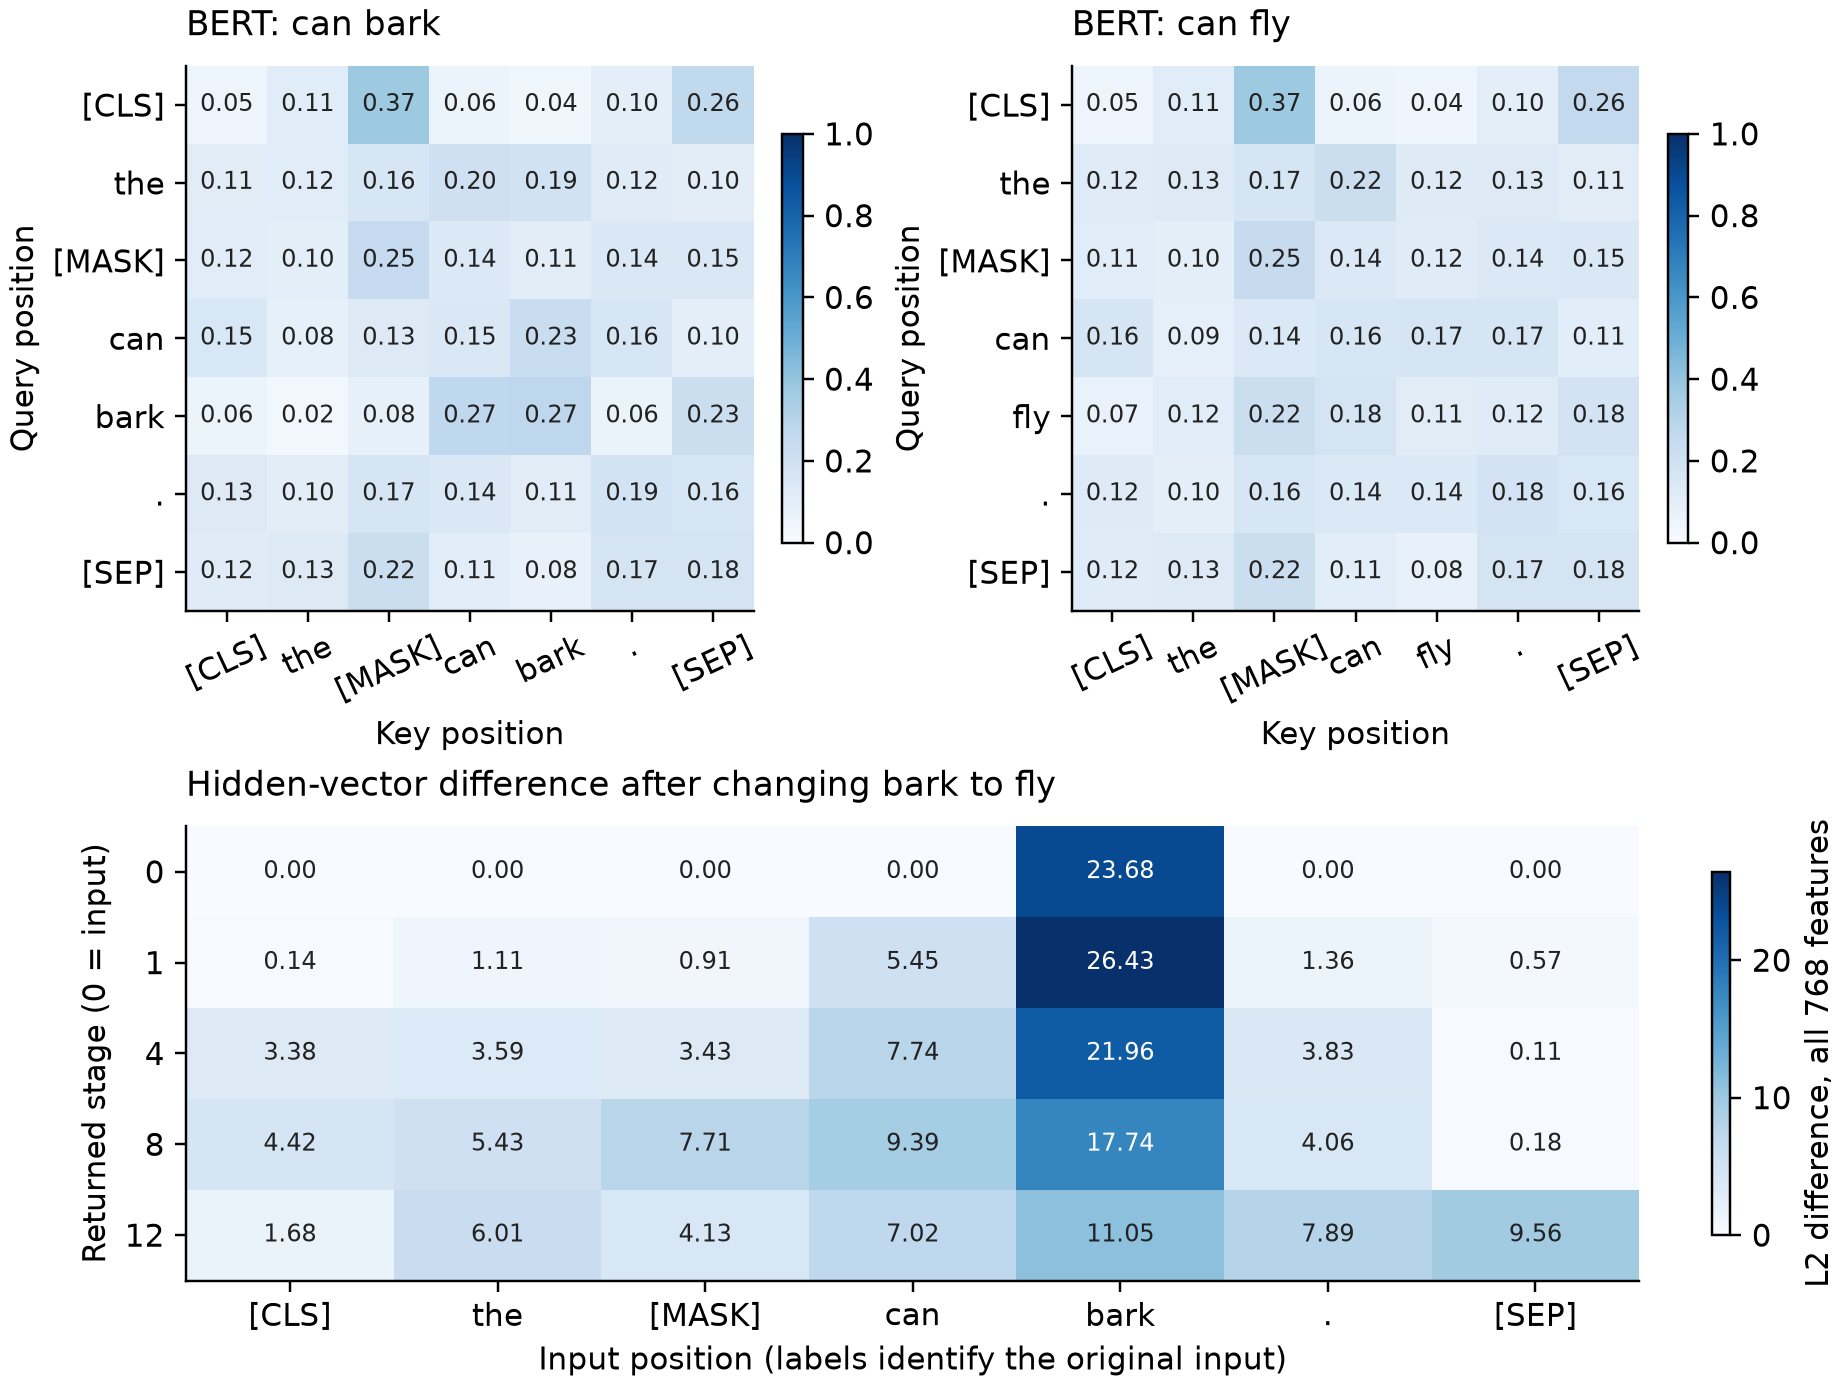 BERT: can bark
Query position
[CLS] 0.05 0.11 0.37 0.06 0.04 0.10 0.26
the 0.11 0.12 0.16 0.20 0.19 0.12 0.10
[MASK] 0.12 0.10 0.25 0.14 0.11 0.14 0.15
can 0.15 0.08 0.13 0.15 0.23 0.16 0.10
bark 0.06 0.02 0.08 0.27 0.27 0.06 0.23
. 0.13 0.10 0.17 0.14 0.11 0.19 0.16
[SEP] 0.12 0.13 0.22 0.11 0.08 0.17 0.18
[CLS] the [MASK] can bark . [SEP]
Key position
1.0
0.8
0.6
0.4
0.2
0.0
BERT: can fly
Query position
[CLS] 0.05 0.11 0.37 0.06 0.04 0.10 0.26
the 0.12 0.13 0.17 0.22 0.12 0.13 0.11
[MASK] 0.11 0.10 0.25 0.14 0.12 0.14 0.15
can 0.16 0.09 0.14 0.16 0.17 0.17 0.11
fly 0.07 0.12 0.22 0.18 0.11 0.12 0.18
. 0.12 0.10 0.16 0.14 0.14 0.18 0.16
[SEP] 0.12 0.13 0.22 0.11 0.08 0.17 0.18
[CLS] the [MASK] can fly . [SEP]
Key position
1.0
0.8
0.6
0.4
0.2
0.0
Hidden-vector difference after changing bark to fly
Returned stage (0 = input)
0 0.00 0.00 0.00 0.00 23.68 0.00 0.00
1 0.14 1.11 0.91 5.45 26.43 1.36 0.57
4 3.38 3.59 3.43 7.74 21.96 3.83 0.11
8 4.42 5.43 7.71 9.39 17.74 4.06 0.18
12 1.68 6.01 4.13 7.02 11.05 7.89 9.56
[CLS] the [MASK] can bark . [SEP]
Input position (labels identify the original input)
20
10
0
L2 difference, all 768 features